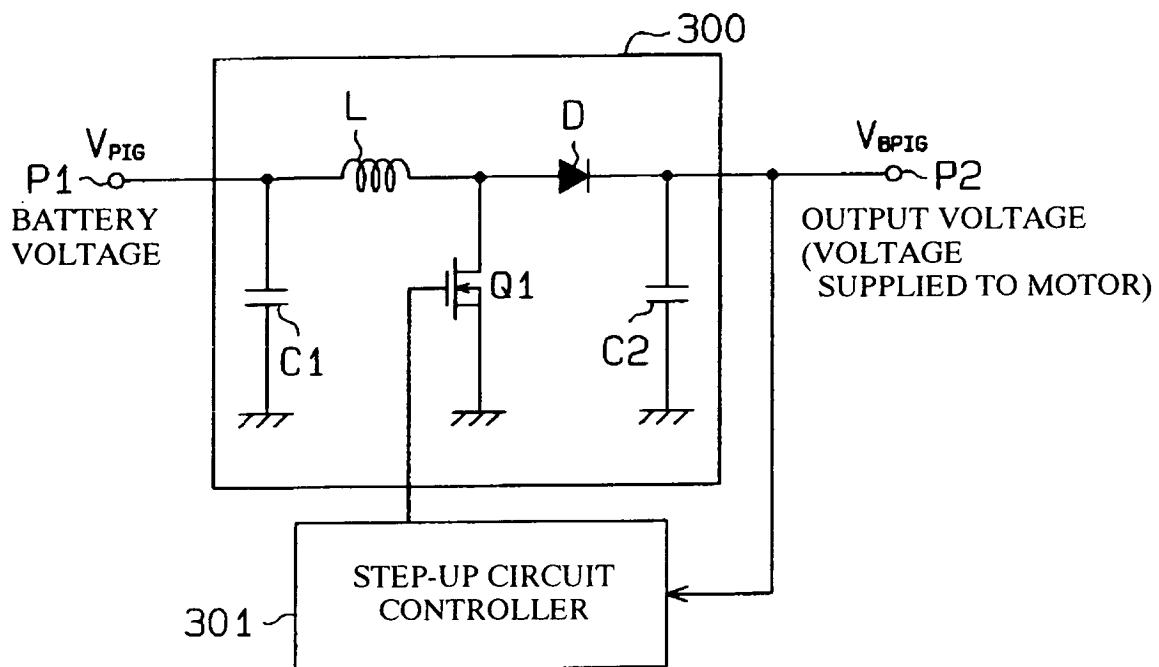 300
L
D
V_PIG
V_BPIG
P1
P2
BATTERY
VOLTAGE
OUTPUT VOLTAGE
(VOLTAGE
SUPPLIED TO MOTOR)
Q1
C1
C2
STEP-UP CIRCUIT
CONTROLLER
301